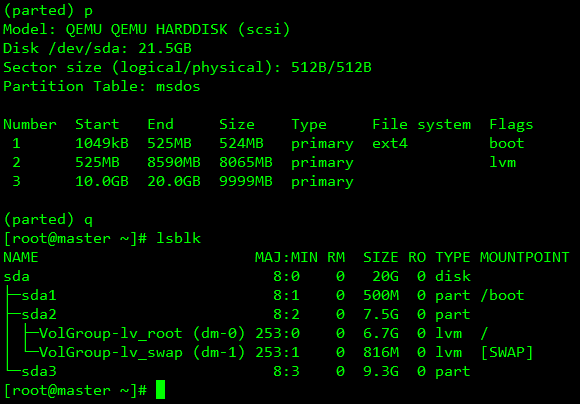 (parted) p
Model: QEMU QEMU HARDDISK (scsi)
Disk /dev/sda: 21.5GB
Sector size (logical/physical): 512B/512B
Partition Table: msdos

Number  Start   End     Size    Type     File system  Flags
 1      1049kB  525MB   524MB   primary  ext4         boot
 2      525MB   8590MB  8065MB  primary               lvm
 3      10.0GB  20.0GB  9999MB  primary

(parted) q
[root@master ~]# lsblk
NAME                        MAJ:MIN RM  SIZE RO TYPE MOUNTPOINT
sda                           8:0    0   20G  0 disk
├─sda1                        8:1    0  500M  0 part /boot
├─sda2                        8:2    0  7.5G  0 part
│ ├─VolGroup-lv_root (dm-0) 253:0    0  6.7G  0 lvm  /
│ └─VolGroup-lv_swap (dm-1) 253:1    0  816M  0 lvm  [SWAP]
└─sda3                        8:3    0  9.3G  0 part
[root@master ~]#